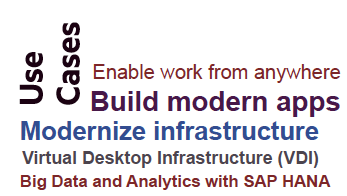 Use
Cases
Enable work from anywhere
Build modern apps
Modernize infrastructure
Virtual Desktop Infrastructure (VDI)
Big Data and Analytics with SAP HANA